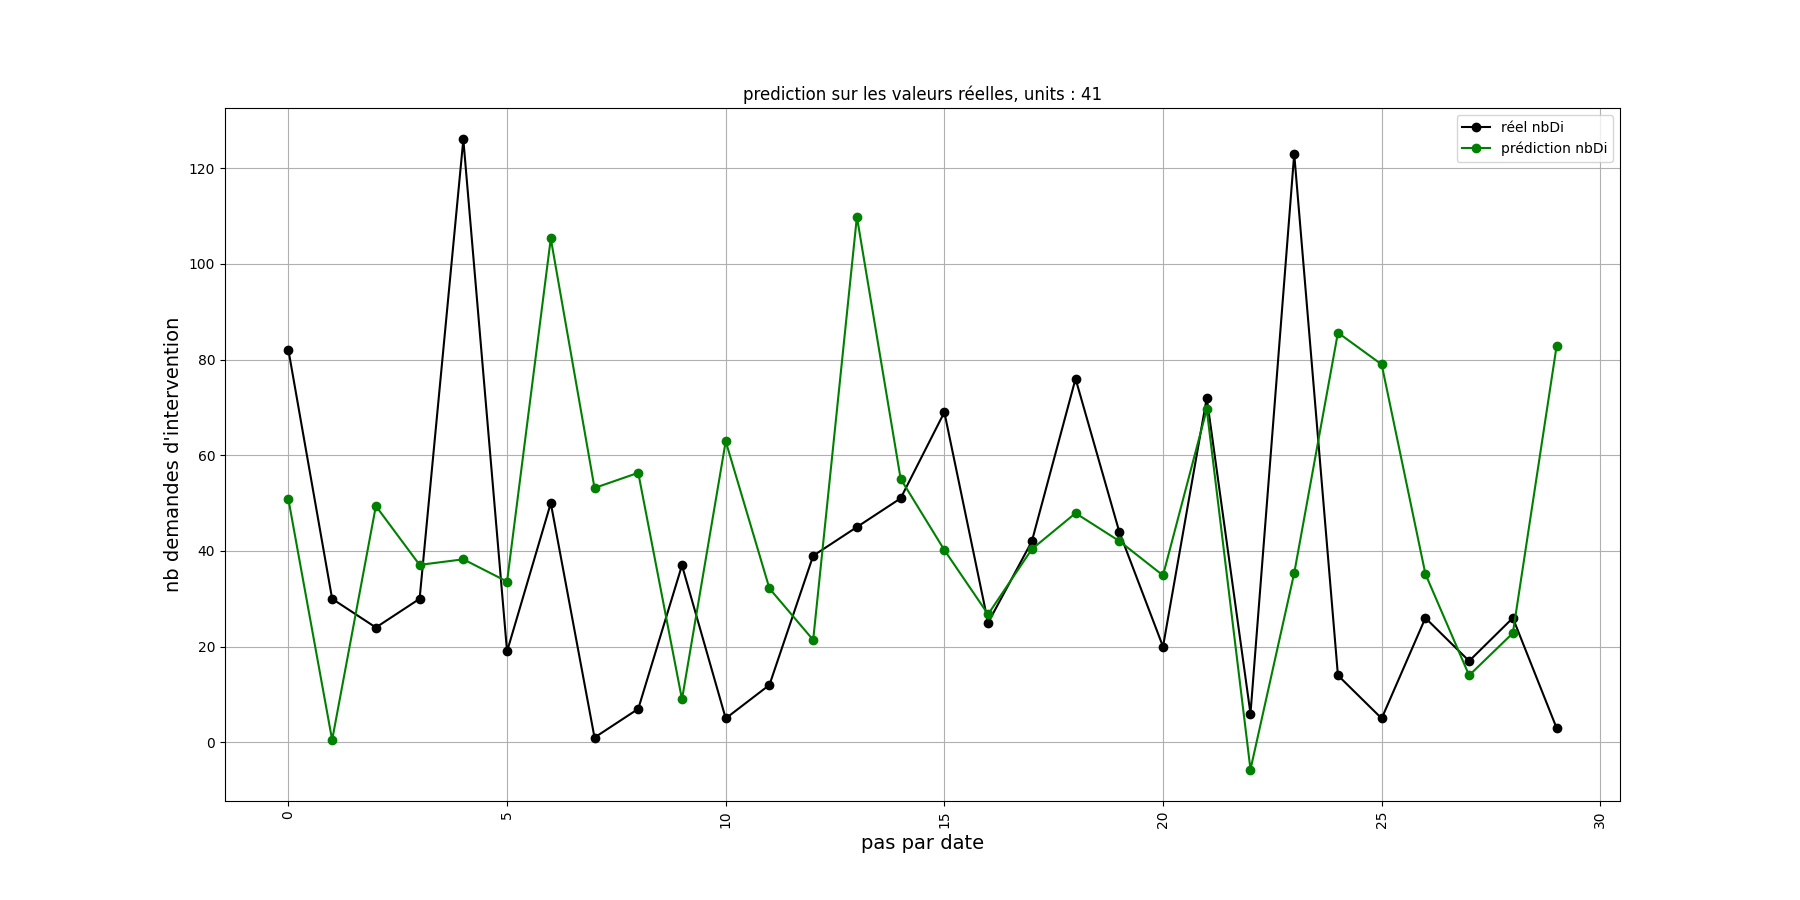 prediction sur les valeurs réelles, units : 41
réel nbDi
prédiction nbDi
nb demandes d'intervention
120
100
80
60
40
20
0
0
5
10
15
20
25
30
pas par date